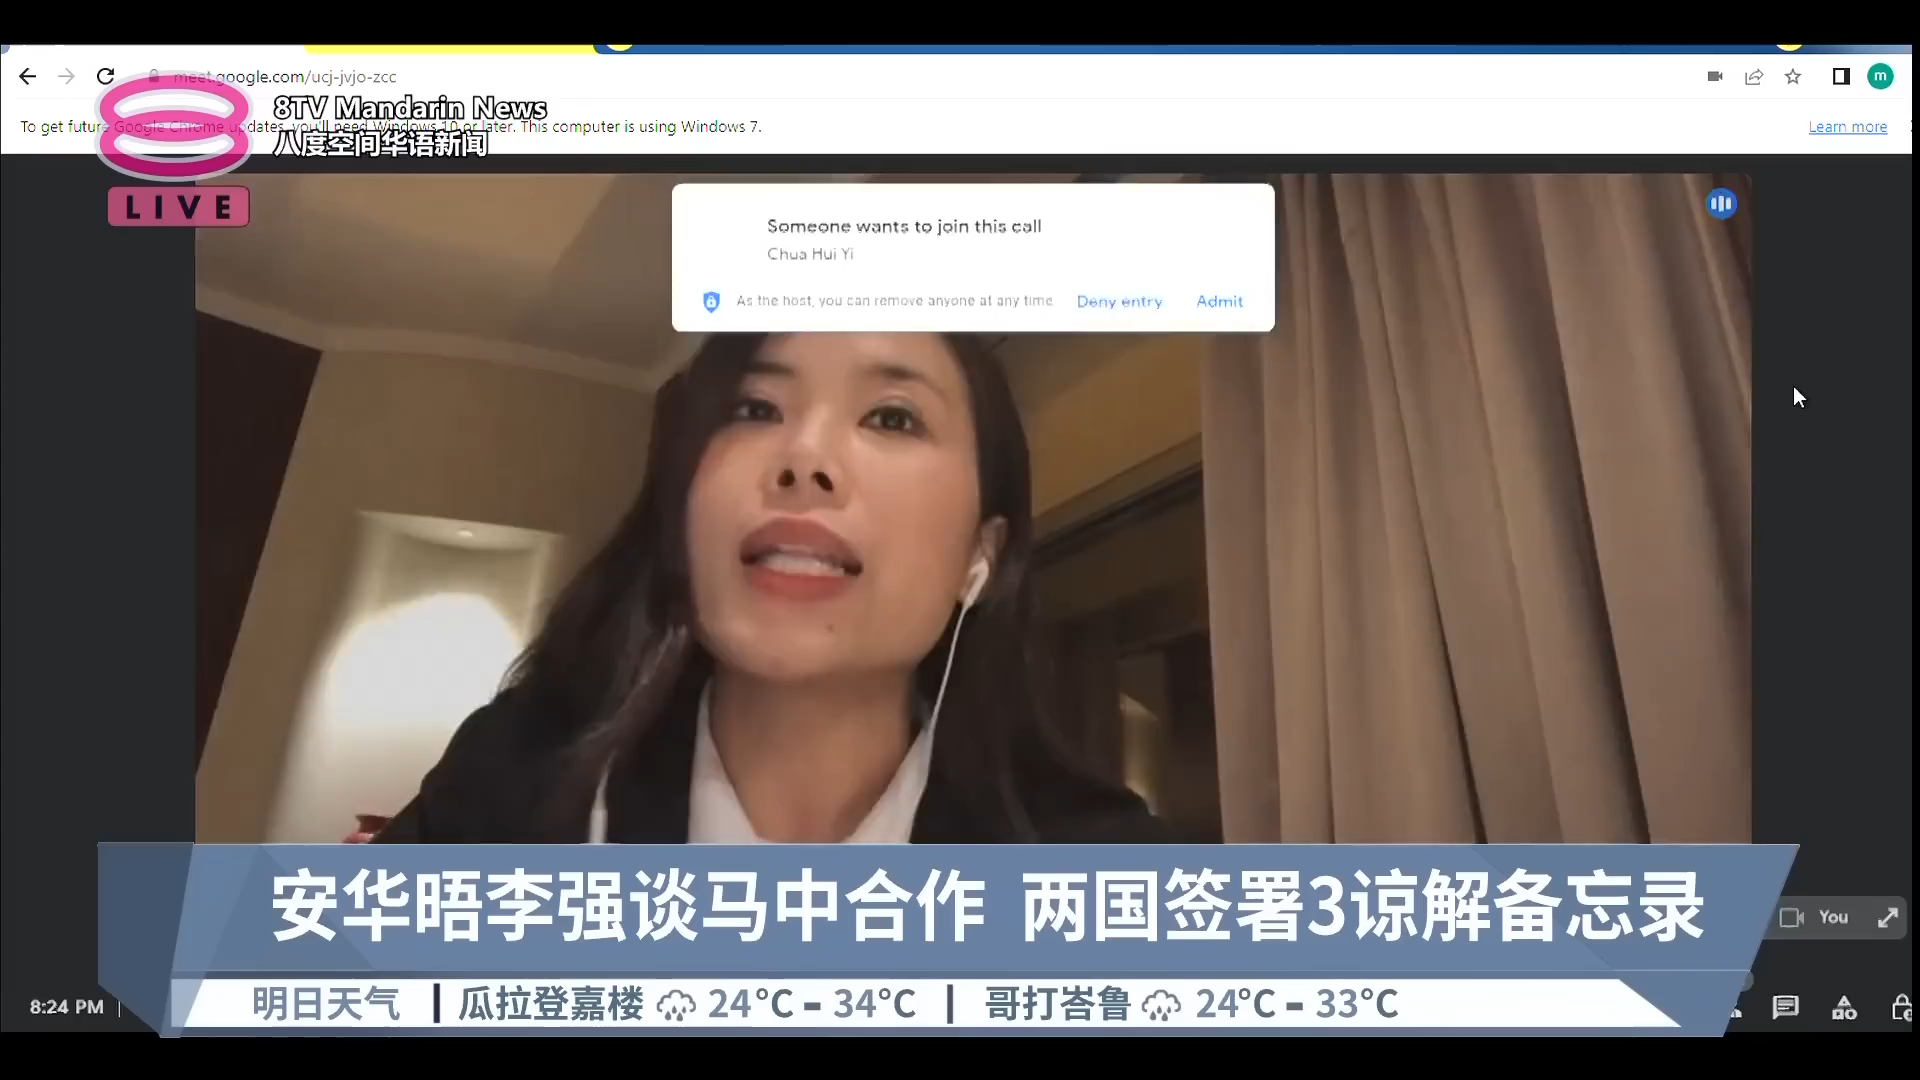 meet.google.com/ucj-jvjo-zcc
m
8TV Mandarin News
To get future Google Chrome updates, you'll need Windows 10 or later. This computer is using Windows 7.
Learn more
八度空间华语新闻
LIVE
Someone wants to join this call
Chua Hui Yi
As the host, you can remove anyone at any time
Deny entry
Admit
安华晤李强谈马中合作 两国签署3谅解备忘录
You
8:24 PM
明日天气 | 瓜拉登嘉楼 24°C - 34°C | 哥打峇鲁 24°C - 33°C